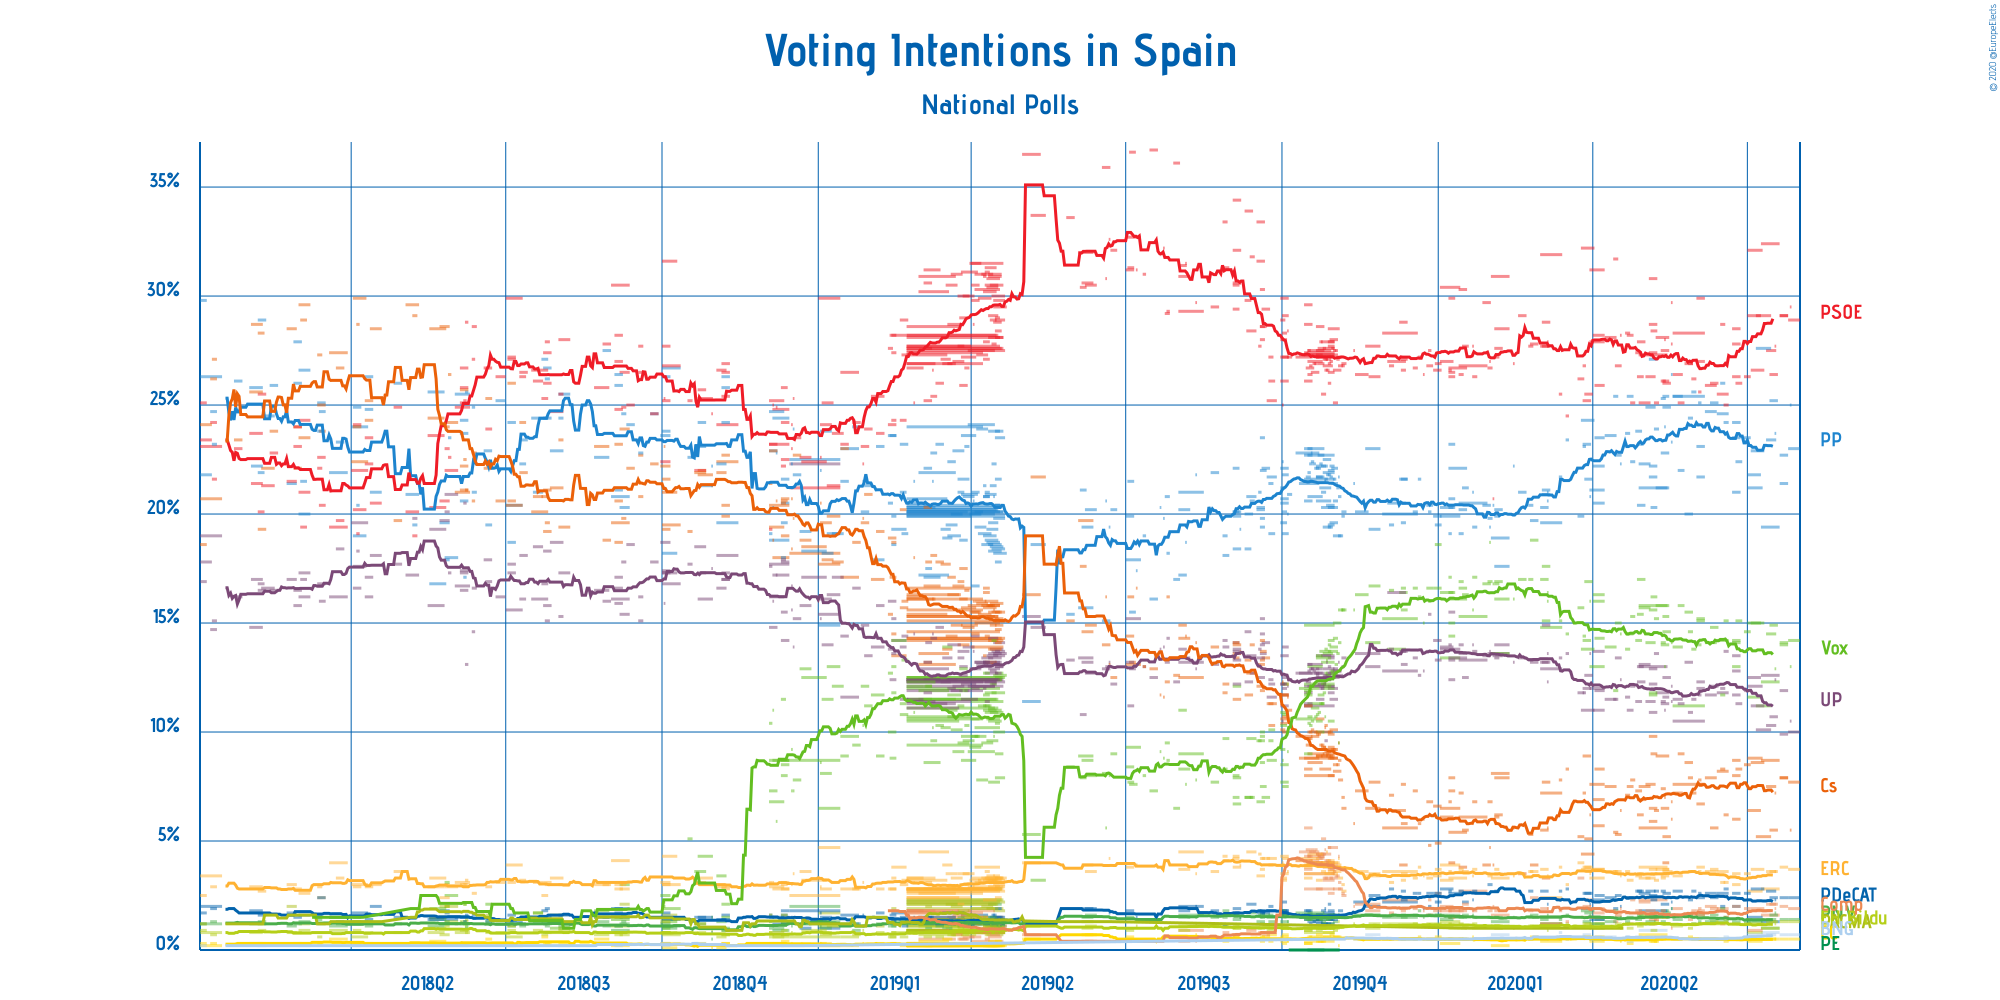 © 2020 @EuropeElects
Voting Intentions in Spain
National Polls
35%
30%
25%
20%
15%
10%
5%
0%
PSOE
PP
Vox
UP
Cs
ERC
PDeCAT
BNG
PE
2018Q2
2018Q3
2018Q4
2019Q1
2019Q2
2019Q3
2019Q4
2020Q1
2020Q2